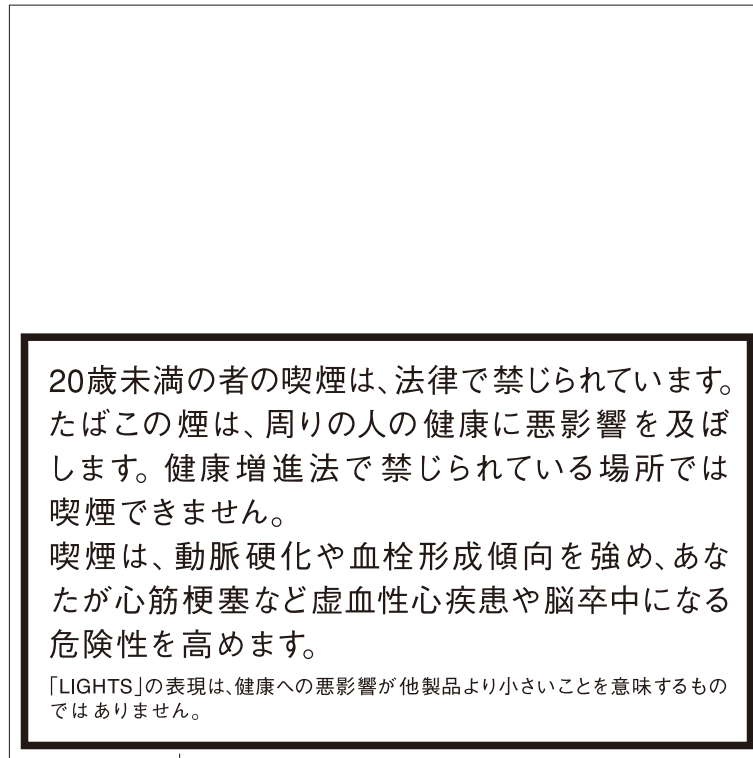 20歳未満の者の喫煙は、法律で禁じられています。
たばこの煙は、周りの人の健康に悪影響を及ぼ
します。健康増進法で禁じられている場所では
喫煙できません。
喫煙は、動脈硬化や血栓形成傾向を強め、あな
たが心筋梗塞など虚血性心疾患や脳卒中になる
危険性を高めます。
「LIGHTS」の表現は、健康への悪影響が他製品より小さいことを意味するもの
ではありません。